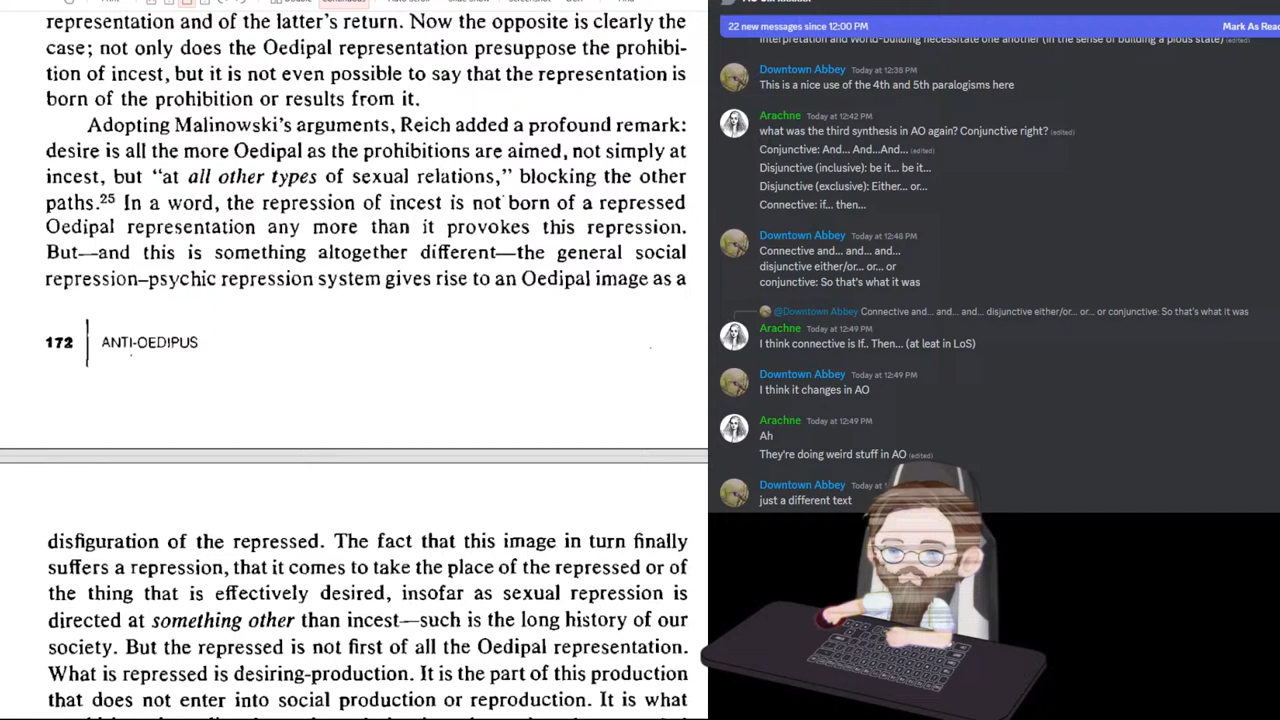 representation and of the latter's return. Now the opposite is clearly the
case; not only does the Oedipal representation presuppose the prohibi-
tion of incest, but it is not even possible to say that the representation is
born of the prohibition or results from it.
Adopting Malinowski's arguments, Reich added a profound remark:
desire is all the more Oedipal as the prohibitions are aimed, not simply at
incest, but "at all other types of sexual relations," blocking the other
paths.25 In a word, the repression of incest is not born of a repressed
Oedipal representation any more than it provokes this repression.
But—and this is something altogether different—the general social
repression–psychic repression system gives rise to an Oedipal image as a
172 ANTI-OEDIPUS
disfiguration of the repressed. The fact that this image in turn finally
suffers a repression, that it comes to take the place of the repressed or of
the thing that is effectively desired, insofar as sexual repression is
directed at something other than incest—such is the long history of our
society. But the repressed is not first of all the Oedipal representation.
What is repressed is desiring-production. It is the part of this production
that does not enter into social production or reproduction. It is what
22 new messages since 12:00 PM Mark As Read
Interpretation and World-building necessitate one another (in the sense of building a pious state) (edited)
Downtown Abbey Today at 12:38 PM
This is a nice use of the 4th and 5th paralogisms here
Arachne Today at 12:42 PM
what was the third synthesis in AO again? Conjunctive right? (edited)
Conjunctive: And... And...And... (edited)
Disjunctive (inclusive): be it... be it...
Disjunctive (exclusive): Either... or...
Connective: if... then...
Downtown Abbey Today at 12:48 PM
Connective and... and... and...
disjunctive either/or... or... or
conjunctive: So that's what it was
@Downtown Abbey Connective and... and... and... disjunctive either/or... or... or conjunctive: So that's what it was
Arachne Today at 12:49 PM
I think connective is If.. Then... (at leat in LoS)
Downtown Abbey Today at 12:49 PM
I think it changes in AO
Arachne Today at 12:49 PM
Ah
They're doing weird stuff in AO (edited)
Downtown Abbey Today at
just a different text